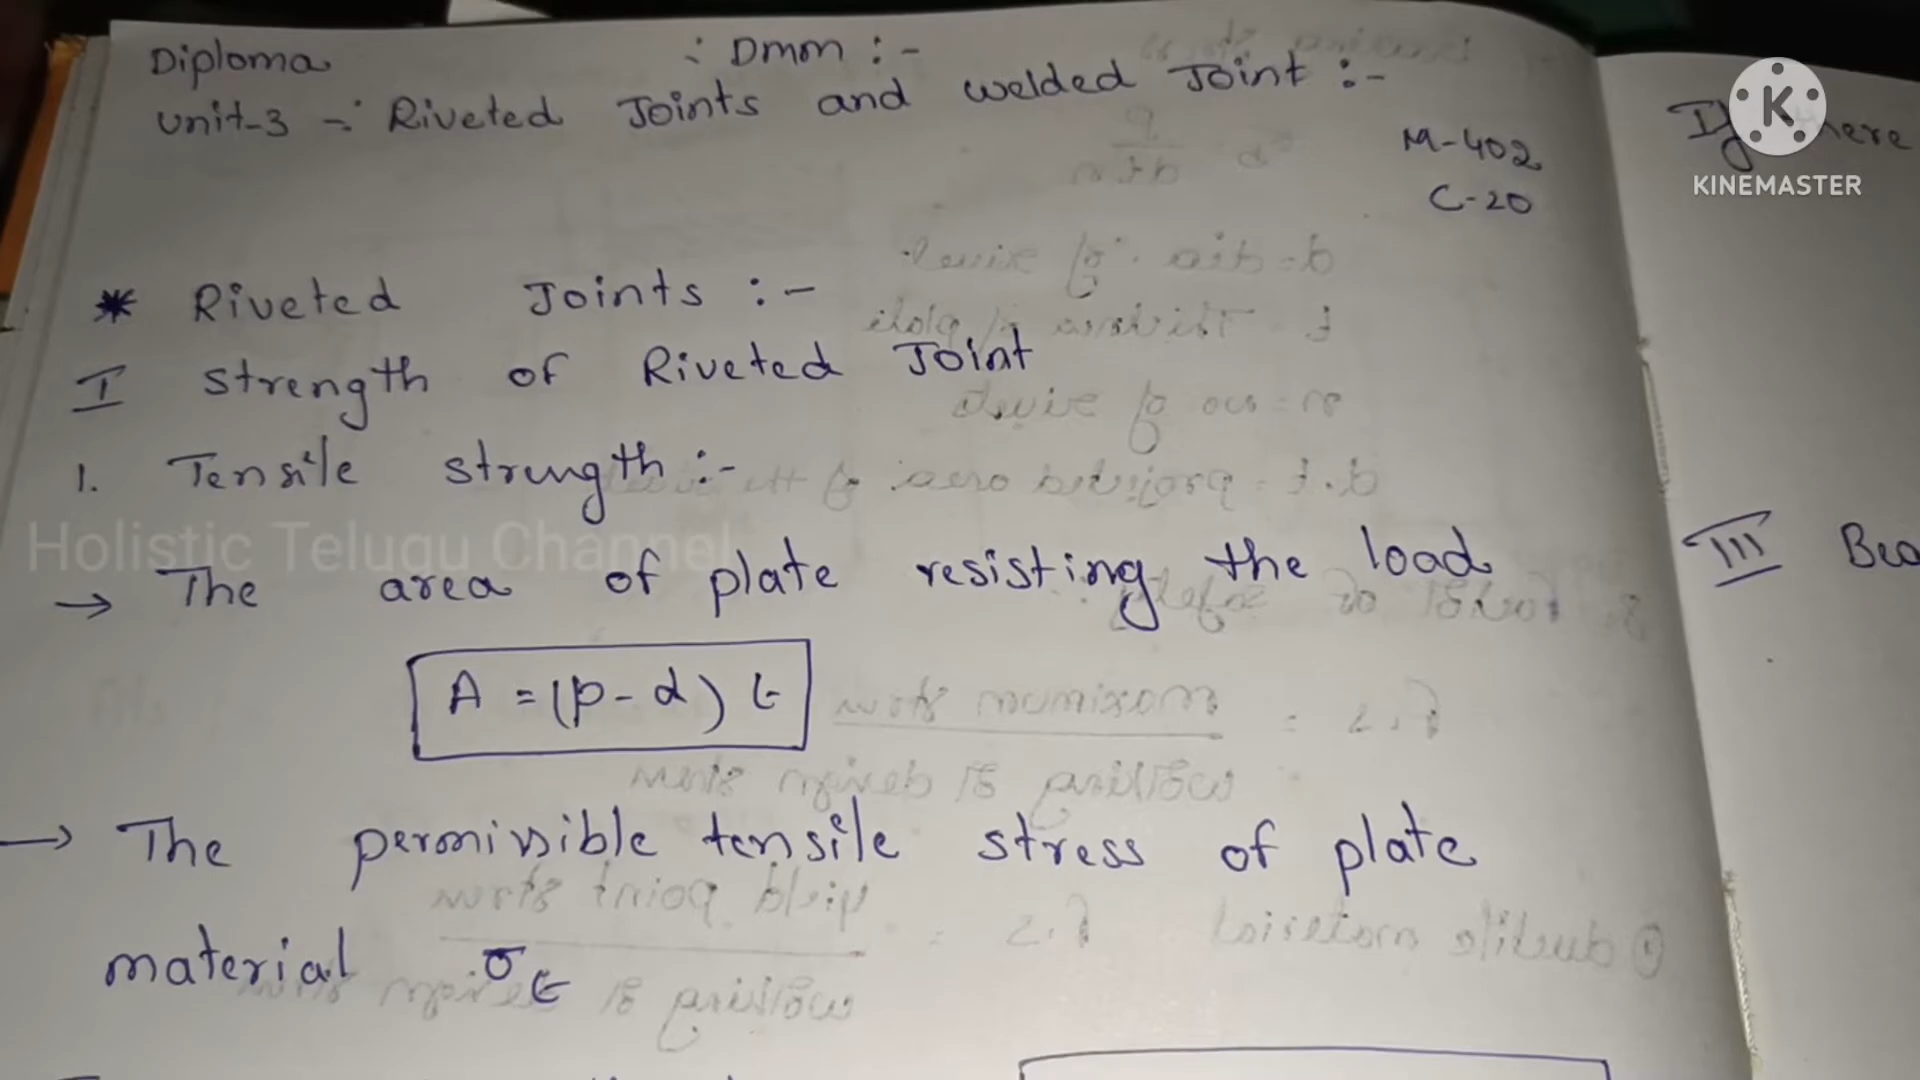 Diploma :- Dmm :-
Unit-3 :- Riveted Joints and welded Joint :-
M-402
C-20
* Riveted Joints :-
I strength of Riveted Joint
1. Tensile strength :-
Holistic Telugu Channel
→ The area of plate resisting the load
A = (p-d) t
→ The permissible tensile stress of plate
material σt
If there
K
KINEMASTER
III